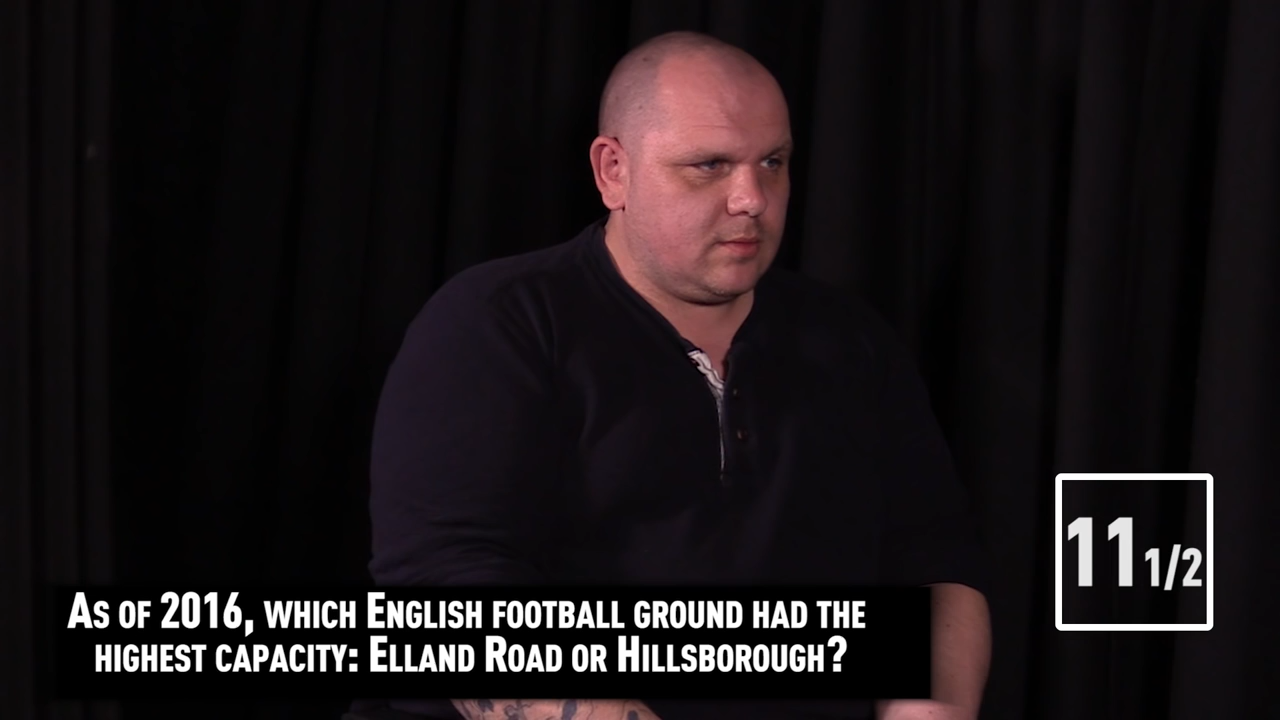 As of 2016, which English football ground had the
highest capacity: Elland Road or Hillsborough?
11 1/2